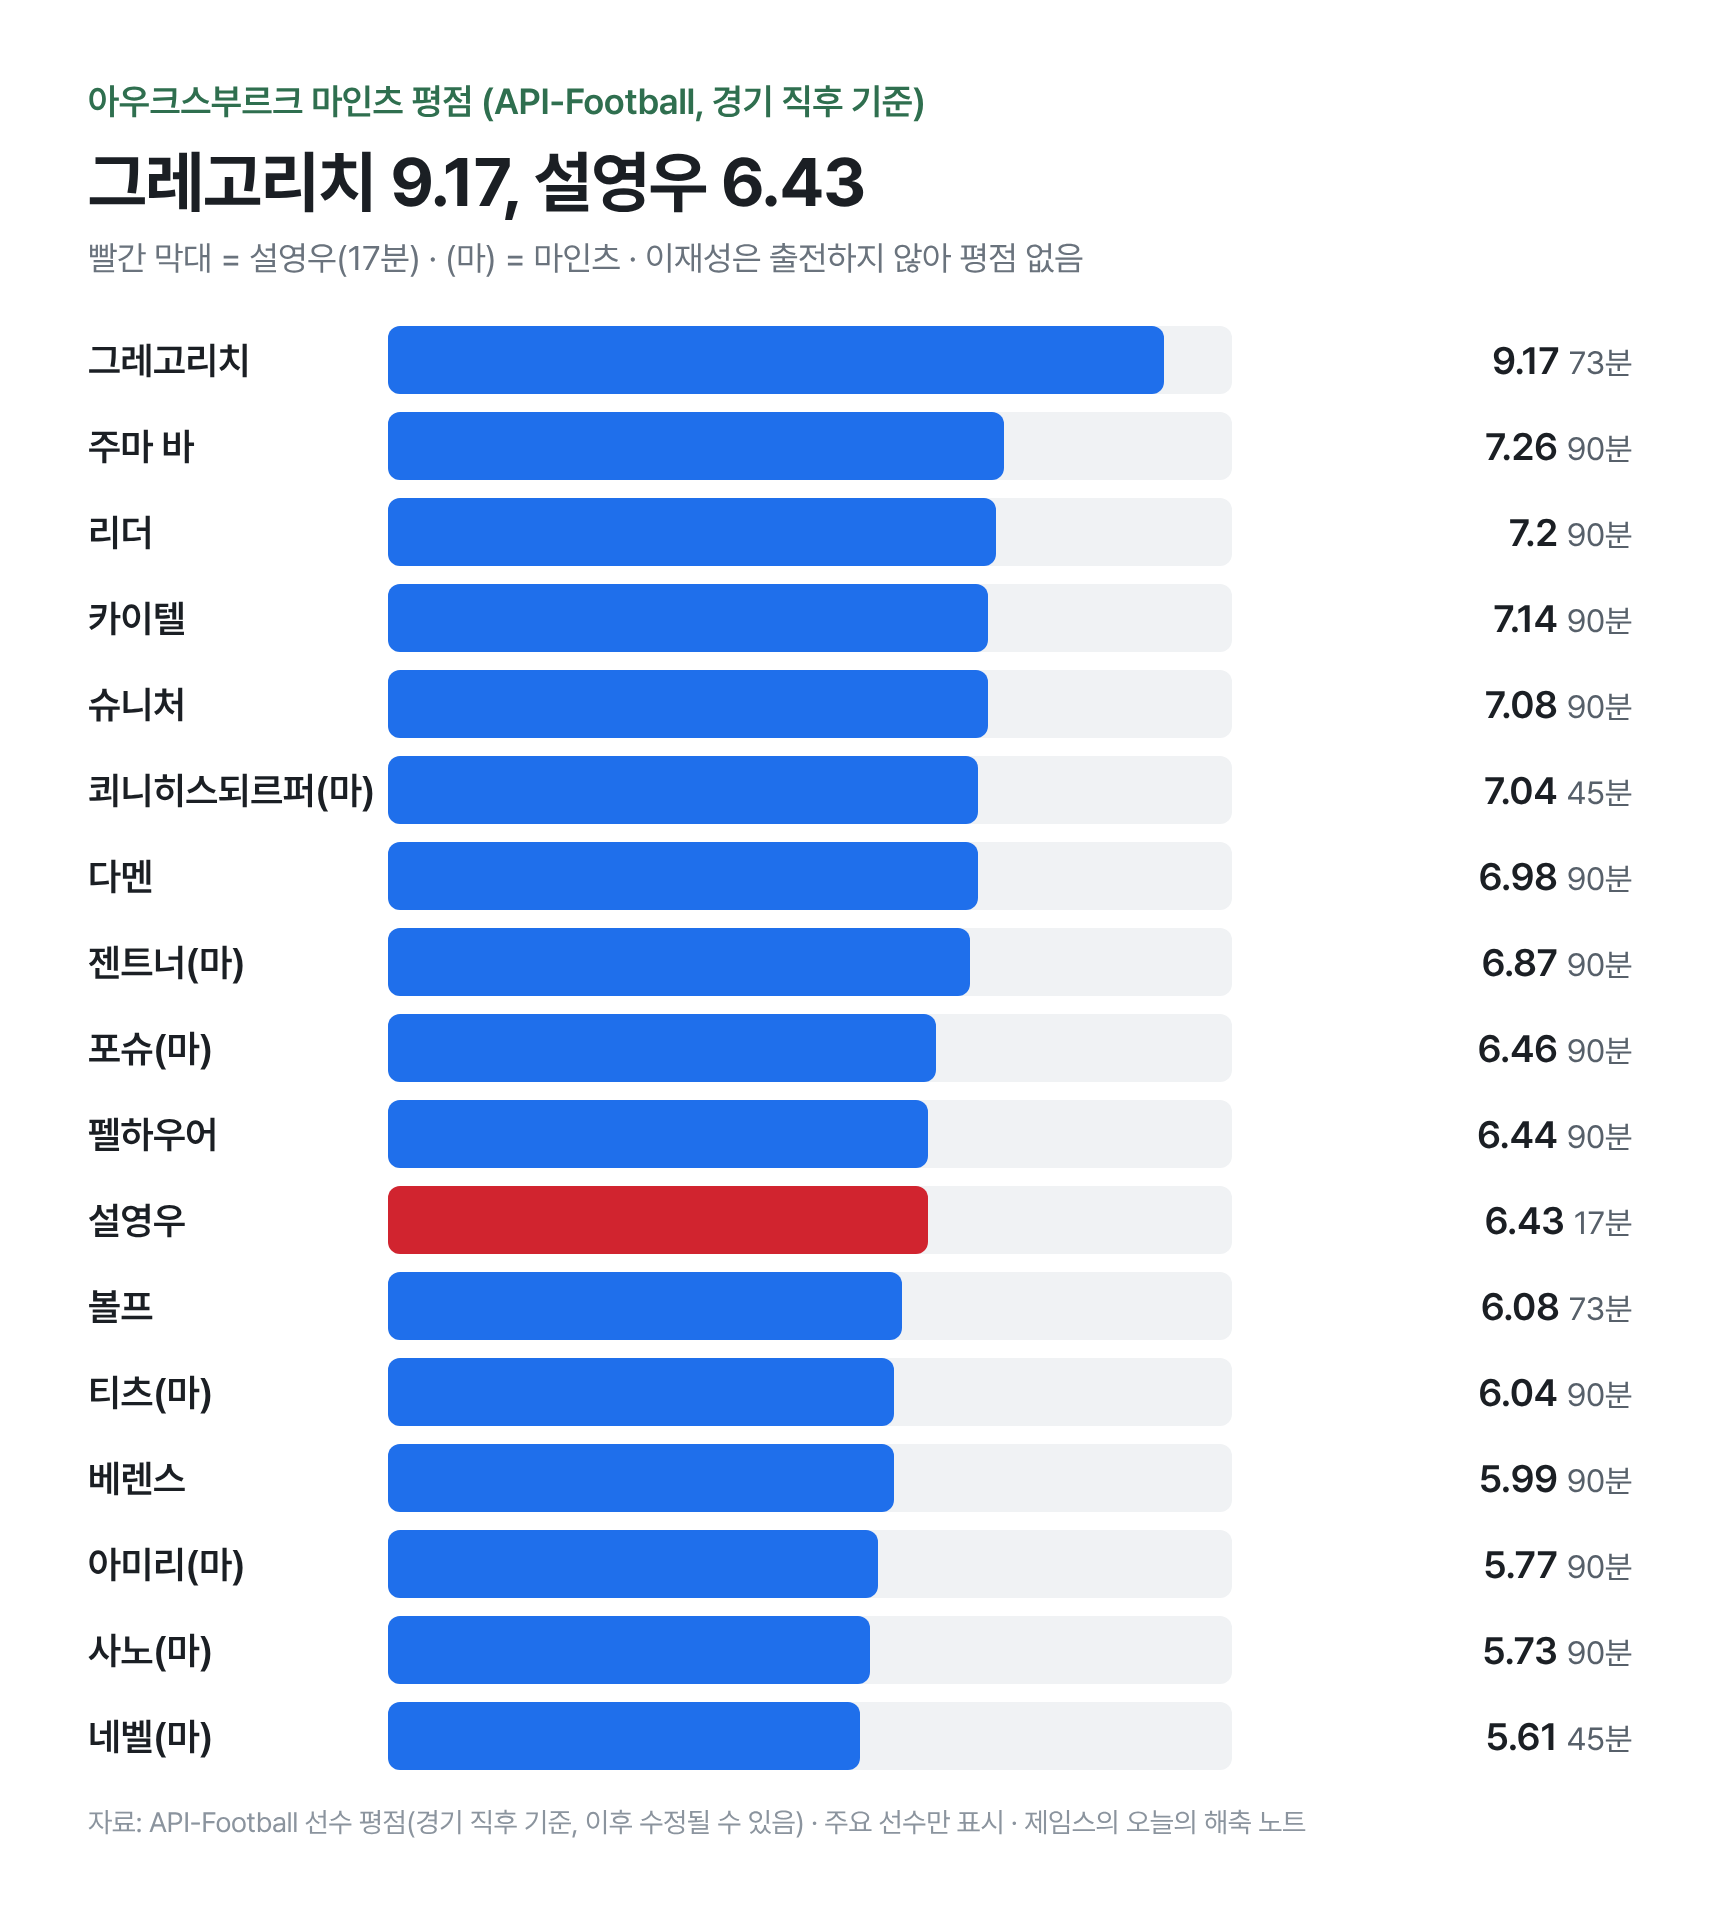 아우크스부르크 마인츠 평점 (API-Football, 경기 직후 기준)
그레고리치 9.17, 설영우 6.43
빨간 막대 = 설영우(17분) · (마) = 마인츠 · 이재성은 출전하지 않아 평점 없음
그레고리치 9.17 73분
주마 바 7.26 90분
리더 7.2 90분
카이텔 7.14 90분
슈니처 7.08 90분
쾨니히스되르퍼(마) 7.04 45분
다멘 6.98 90분
젠트너(마) 6.87 90분
포슈(마) 6.46 90분
펠하우어 6.44 90분
설영우 6.43 17분
볼프 6.08 73분
티츠(마) 6.04 90분
베렌스 5.99 90분
아미리(마) 5.77 90분
사노(마) 5.73 90분
네벨(마) 5.61 45분
자료: API-Football 선수 평점(경기 직후 기준, 이후 수정될 수 있음) · 주요 선수만 표시 · 제임스의 오늘의 해축 노트